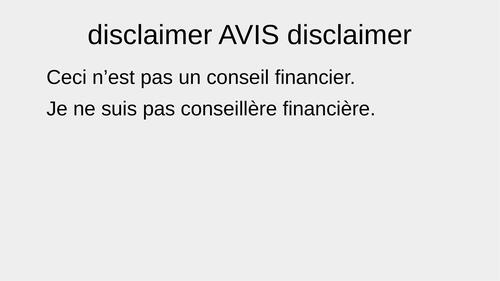 disclaimer AVIS disclaimer
Ceci n’est pas un conseil financier.
Je ne suis pas conseillère financière.